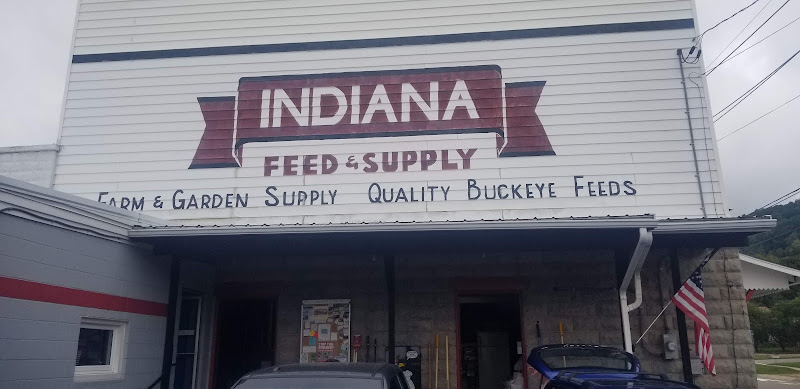 INDIANA
FEED & SUPPLY
FARM & GARDEN SUPPLY QUALITY BUCKEYE FEEDS